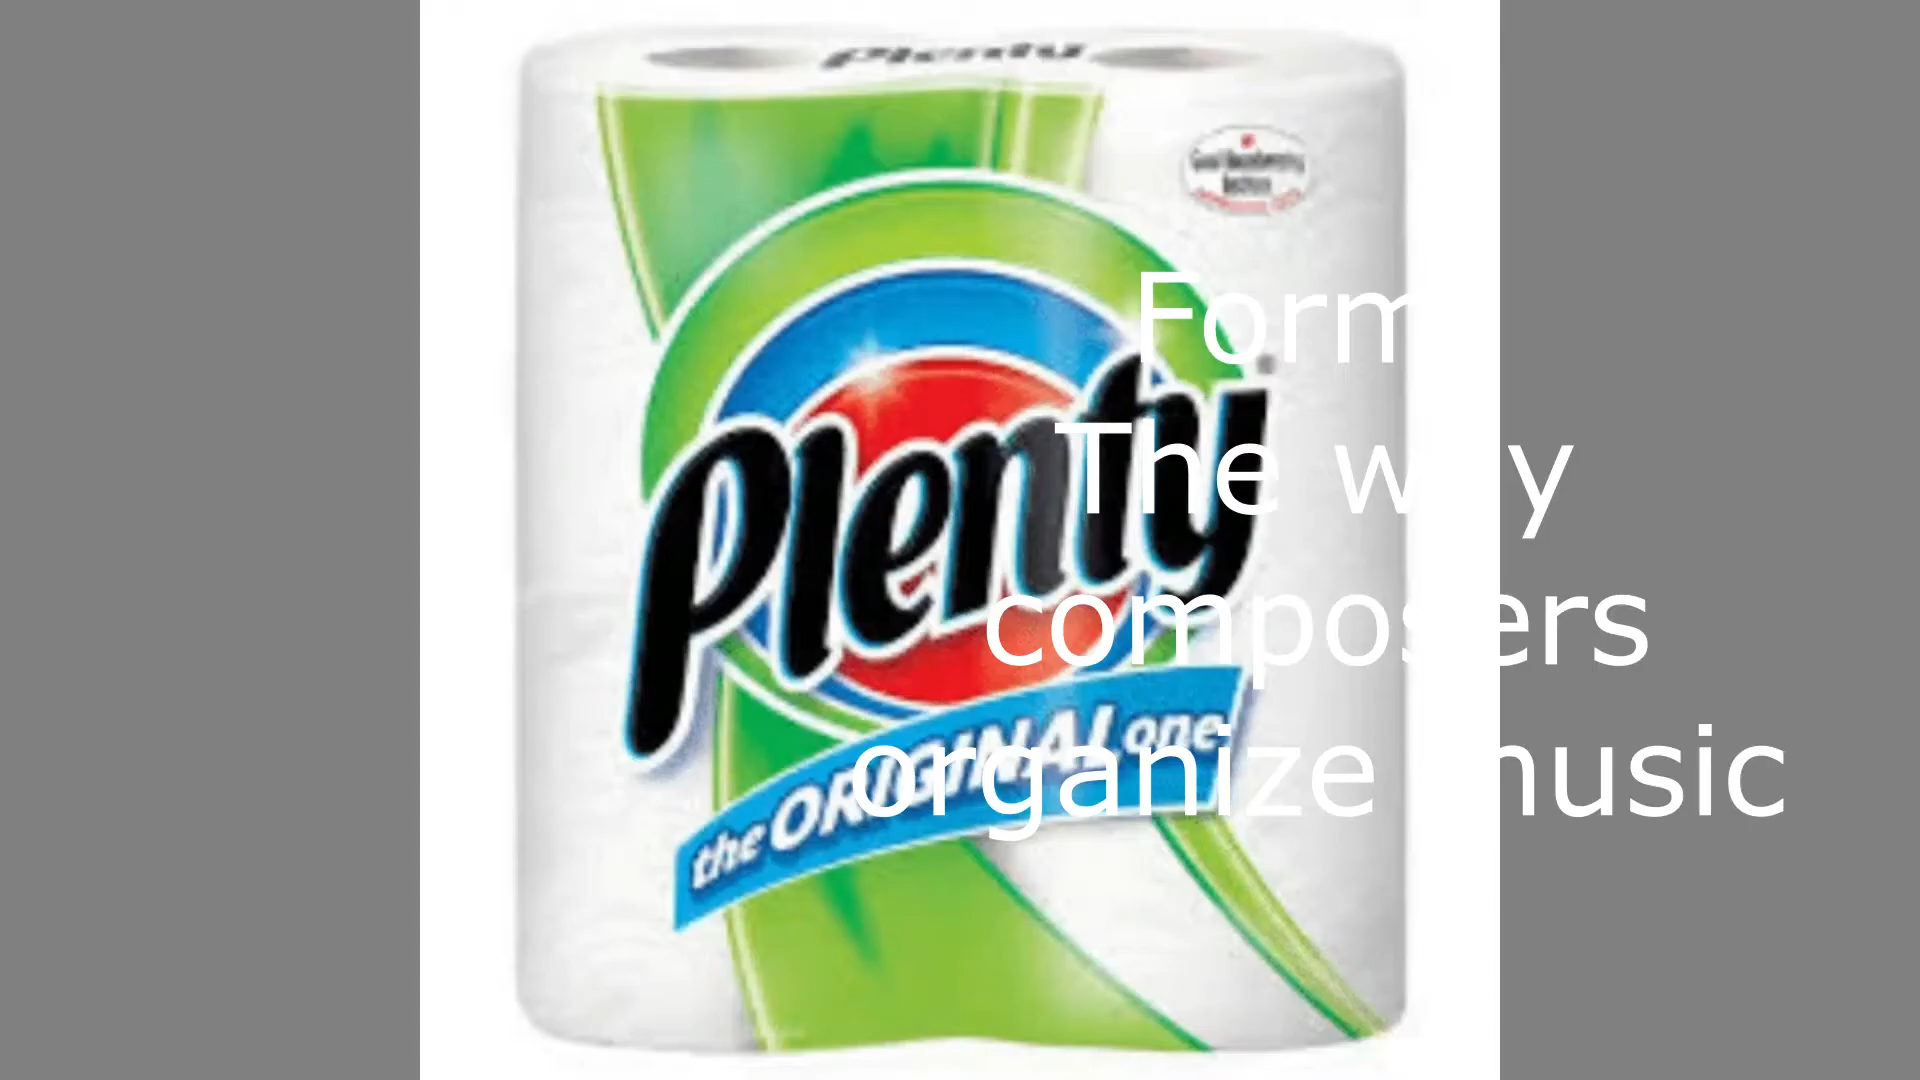 Plenty
Plenty
the ORIGINAL one
Form
The way
composers
organize music